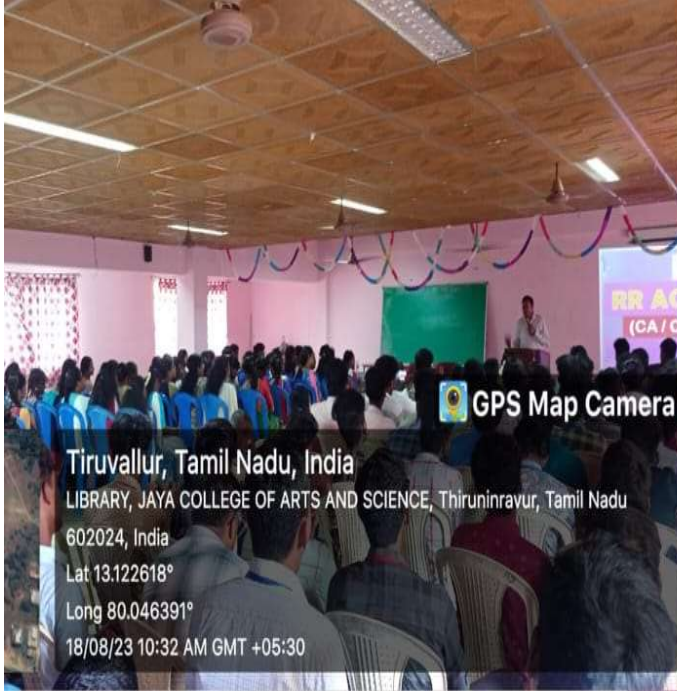 RR AC
(CA / C
GPS Map Camera
Tiruvallur, Tamil Nadu, India
LIBRARY, JAYA COLLEGE OF ARTS AND SCIENCE, Thiruninravur, Tamil Nadu
602024, India
Lat 13.122618°
Long 80.046391°
18/08/23 10:32 AM GMT +05:30